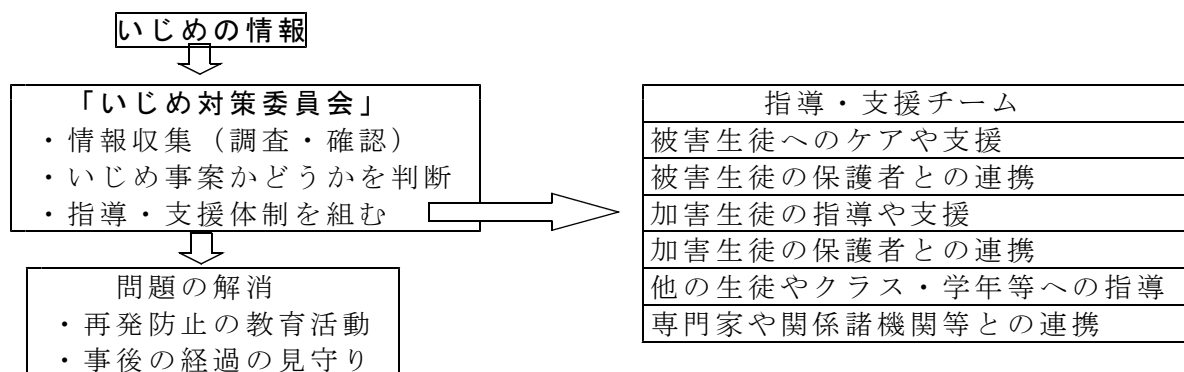 いじめの情報
「いじめ対策委員会」
・情報収集（調査・確認）
・いじめ事案かどうかを判断
・指導・支援体制を組む
問題の解消
・再発防止の教育活動
・事後の経過の見守り
指導・支援チーム
被害生徒へのケアや支援
被害生徒の保護者との連携
加害生徒の指導や支援
加害生徒の保護者との連携
他の生徒やクラス・学年等への指導
専門家や関係諸機関等との連携